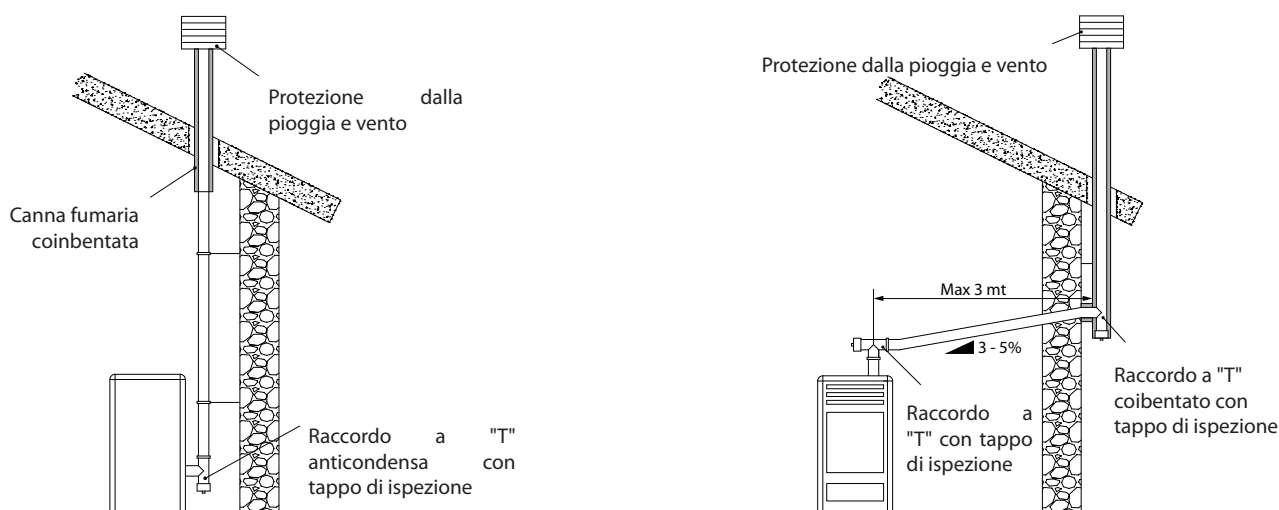 Protezione dalla
pioggia e vento
Canna fumaria
coinbentata
Raccordo a "T"
anticondensa con
tappo di ispezione
Protezione dalla pioggia e vento
Max 3 mt
3 - 5%
Raccordo a
"T" con tappo
di ispezione
Raccordo a "T"
coibentato con
tappo di ispezione